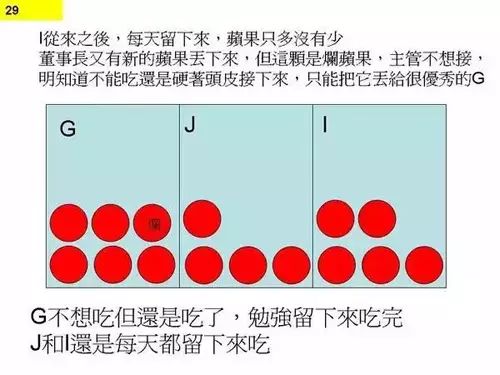 29
I從來之後，每天留下來，蘋果只多沒有少
董事長又有新的蘋果丟下來，但這顆是爛蘋果，主管不想接，
明知道不能吃還是硬著頭皮接下來，只能把它丟給很優秀的G
G
J
I
爛
G不想吃但還是吃了，勉強留下來吃完
J和I還是每天都留下來吃